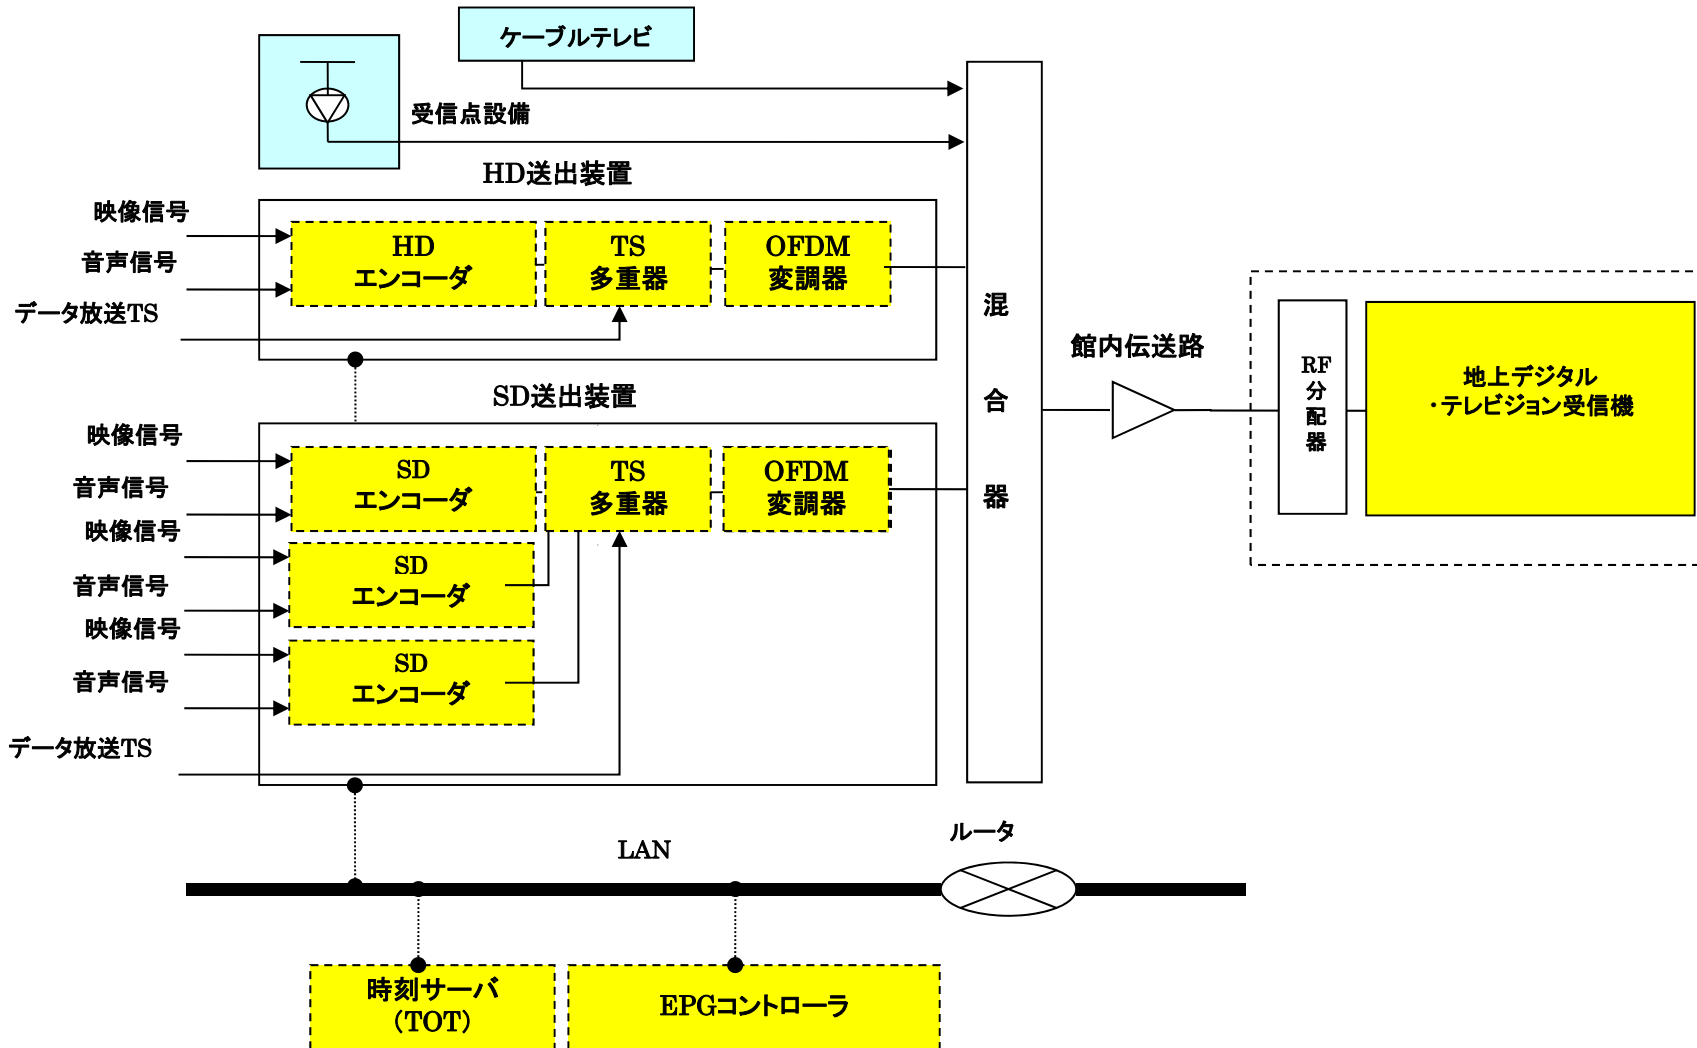 ケーブルテレビ
受信点設備
HD送出装置
映像信号
音声信号
データ放送TS
HD
エンコーダ
TS
多重器
OFDM
変調器
SD送出装置
映像信号
音声信号
映像信号
音声信号
映像信号
音声信号
データ放送TS
SD
エンコーダ
TS
多重器
OFDM
変調器
SD
エンコーダ
SD
エンコーダ
混
合
器
館内伝送路
RF
分
配
器
地上デジタル
・テレビジョン受信機
ルータ
LAN
時刻サーバ
（TOT）
EPGコントローラ